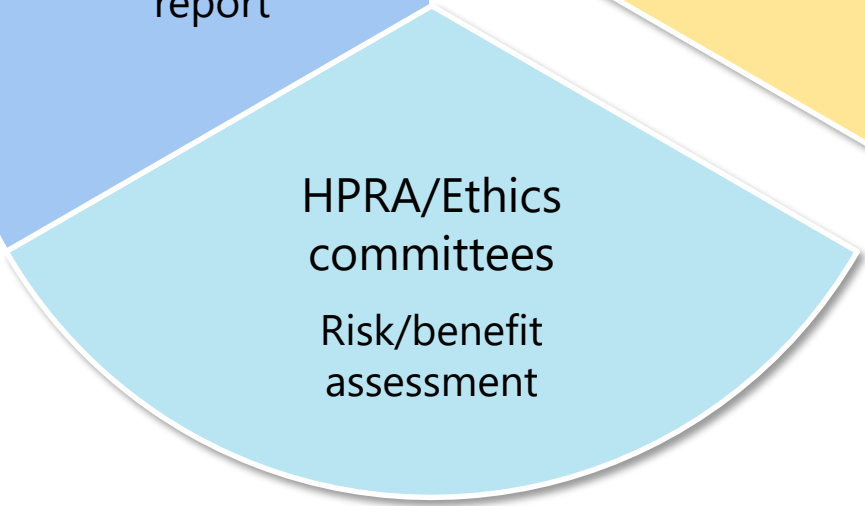 report
HPRA/Ethics
committees
Risk/benefit
assessment